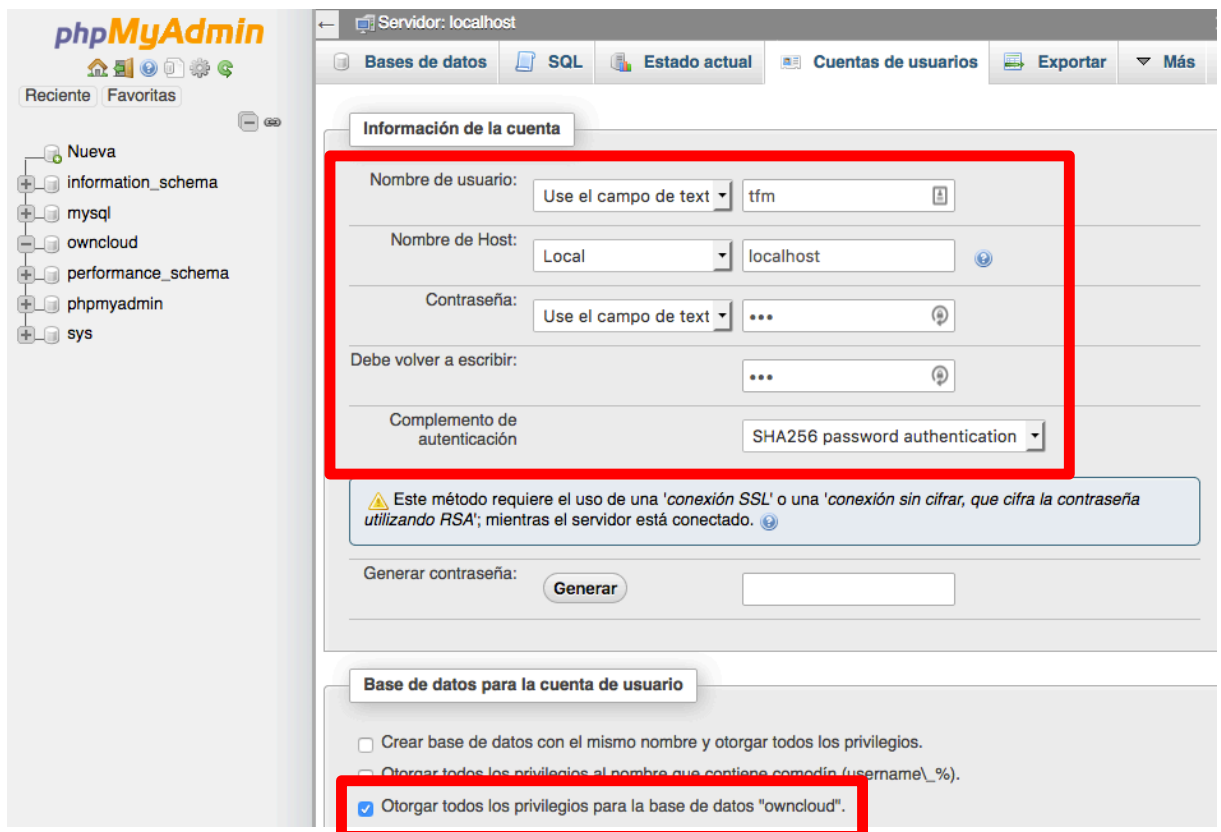 phpMyAdmin
Reciente Favoritas
Nueva
information_schema
mysql
owncloud
performance_schema
phpmyadmin
sys
Servidor: localhost
Bases de datos SQL Estado actual Cuentas de usuarios Exportar Más
Información de la cuenta
Nombre de usuario: Use el campo de text tfm
Nombre de Host: Local localhost
Contraseña: Use el campo de text •••
Debe volver a escribir: •••
Complemento de
autenticación SHA256 password authentication
Este método requiere el uso de una 'conexión SSL' o una 'conexión sin cifrar, que cifra la contraseña
utilizando RSA'; mientras el servidor está conectado.
Generar contraseña: Generar
Base de datos para la cuenta de usuario
Crear base de datos con el mismo nombre y otorgar todos los privilegios.
Otorgar todos los privilegios al nombre que contiene comodín (username\_%).
Otorgar todos los privilegios para la base de datos "owncloud".